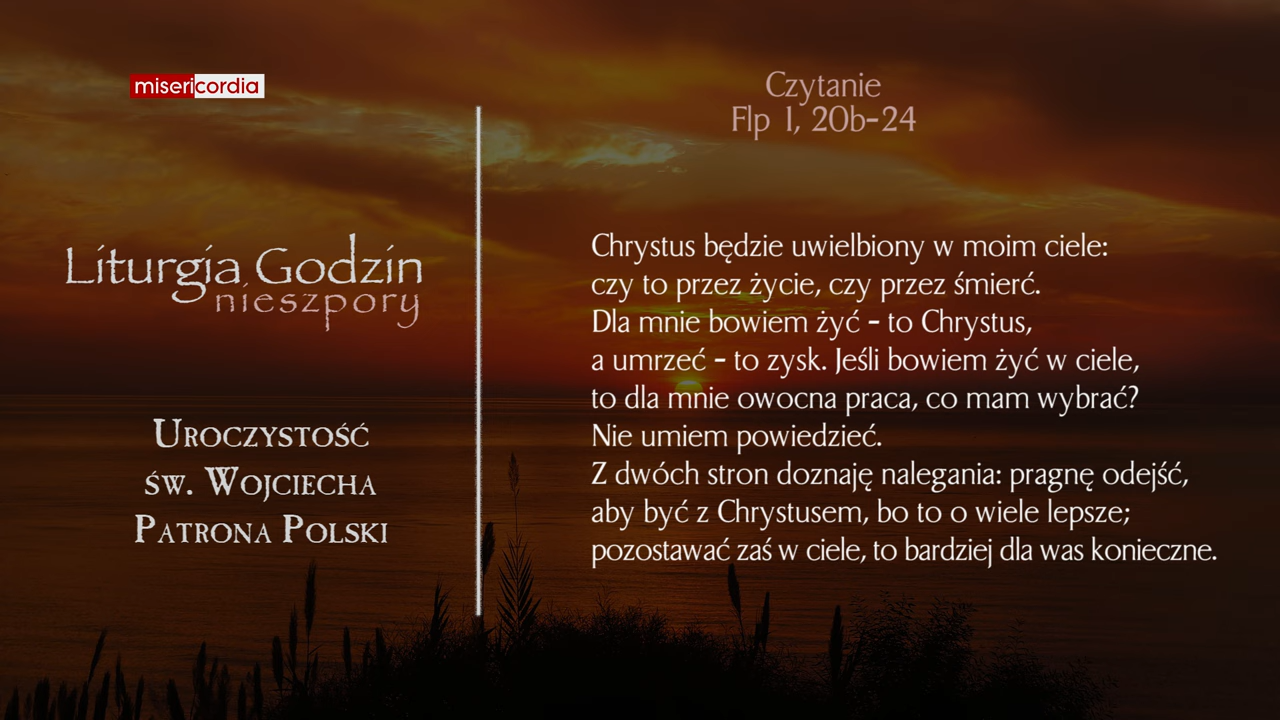 misericordia
Liturgia Godzin
nieszpory
Uroczystość
św. Wojciecha
Patrona Polski
Czytanie
Flp 1, 20b-24
Chrystus będzie uwielbiony w moim ciele:
czy to przez życie, czy przez śmierć.
Dla mnie bowiem żyć - to Chrystus,
a umrzeć - to zysk. Jeśli bowiem żyć w ciele,
to dla mnie owocna praca, co mam wybrać?
Nie umiem powiedzieć.
Z dwóch stron doznaję nalegania: pragnę odejść,
aby być z Chrystusem, bo to o wiele lepsze;
pozostawać zaś w ciele, to bardziej dla was konieczne.